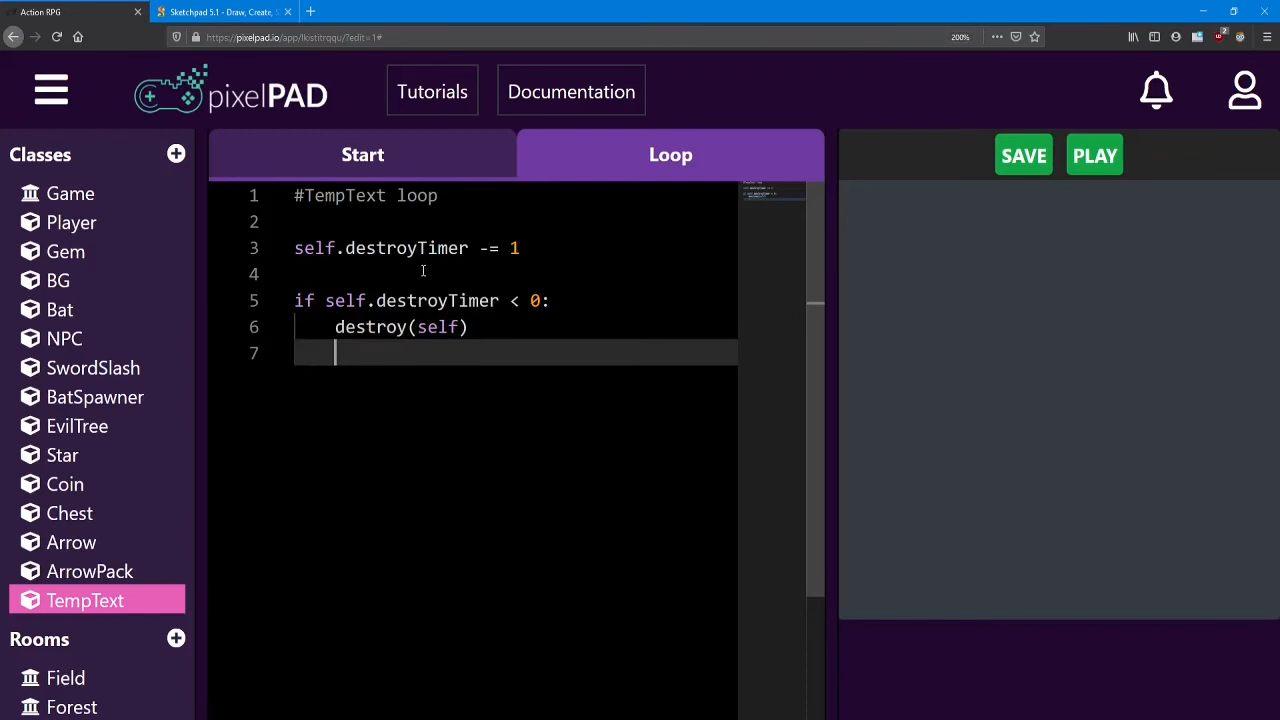 Action RPG
Sketchpad 5.1 - Draw, Create, S
https://pixelpad.io/app/lkistitrqqu/?edit=1#
200%
2
pixelPAD
Tutorials
Documentation
Classes
Start
Loop
SAVE
PLAY
Game
Player
Gem
BG
Bat
NPC
SwordSlash
BatSpawner
EvilTree
Star
Coin
Chest
Arrow
ArrowPack
TempText
Rooms
Field
Forest
1 #TempText loop
2
3 self.destroyTimer -= 1
4
5 if self.destroyTimer < 0:
6 destroy(self)
7